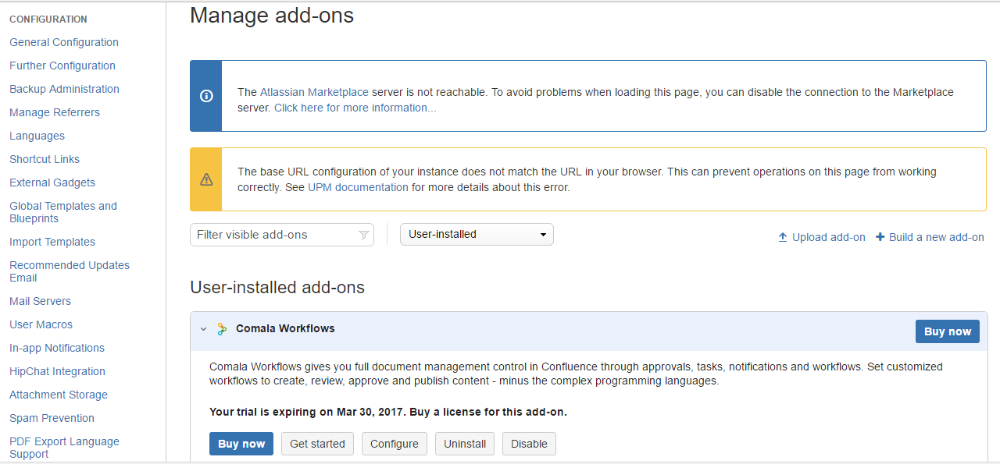 CONFIGURATION
General Configuration
Further Configuration
Backup Administration
Manage Referrers
Languages
Shortcut Links
External Gadgets
Global Templates and
Blueprints
Import Templates
Recommended Updates
Email
Mail Servers
User Macros
In-app Notifications
HipChat Integration
Attachment Storage
Spam Prevention
PDF Export Language
Support
Manage add-ons
The Atlassian Marketplace server is not reachable. To avoid problems when loading this page, you can disable the connection to the Marketplace
server. Click here for more information...
The base URL configuration of your instance does not match the URL in your browser. This can prevent operations on this page from working
correctly. See UPM documentation for more details about this error.
Filter visible add-ons
User-installed
Upload add-on
Build a new add-on
User-installed add-ons
Comala Workflows
Buy now
Comala Workflows gives you full document management control in Confluence through approvals, tasks, notifications and workflows. Set customized
workflows to create, review, approve and publish content - minus the complex programming languages.
Your trial is expiring on Mar 30, 2017. Buy a license for this add-on.
Buy now
Get started
Configure
Uninstall
Disable